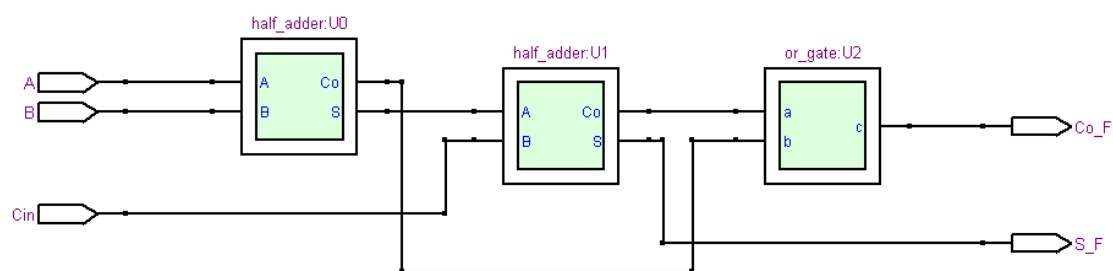 half_adder:U0
half_adder:U1
or_gate:U2
A
A
Co
B
B
S
A
Co
B
S
a
b
c
Co_F
Cin
S_F